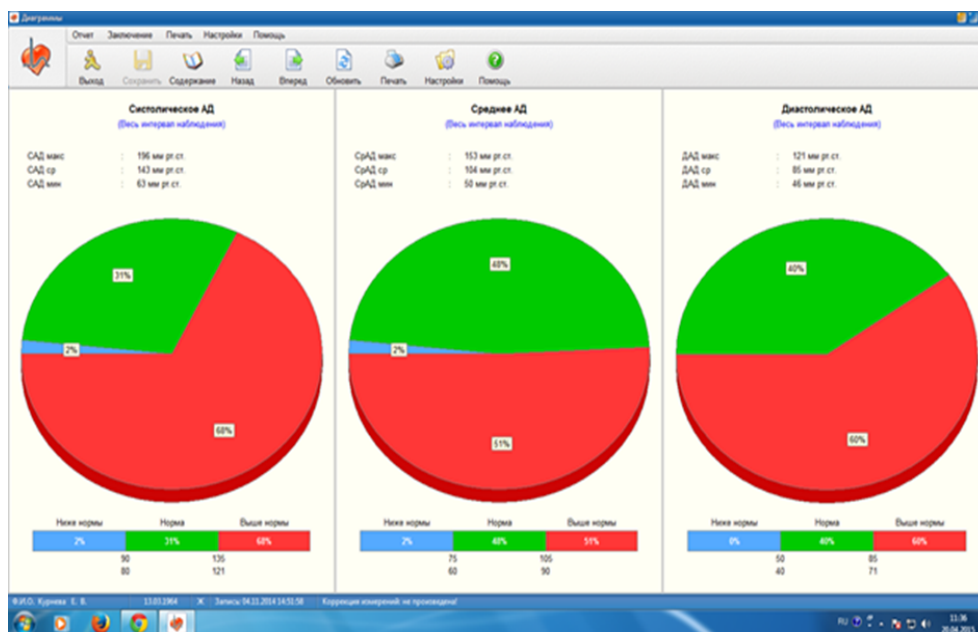 Диаграммы
Отчет Заключение Печать Настройки Помощь
Выход Сохранить Содержание Назад Вперед Обновить Печать Настройки Помощь
Систолическое АД
(Весь интервал наблюдения)
САД макс : 196 мм рт.ст.
САД ср : 143 мм рт.ст.
САД мин : 63 мм рт.ст.
31%
2%
68%
Ниже нормы Норма Выше нормы
2% 31% 68%
90 135
80 121
Среднее АД
(Весь интервал наблюдения)
СрАД макс : 153 мм рт.ст.
СрАД ср : 104 мм рт.ст.
СрАД мин : 50 мм рт.ст.
48%
2%
51%
Ниже нормы Норма Выше нормы
2% 48% 51%
75 105
60 90
Диастолическое АД
(Весь интервал наблюдения)
ДАД макс : 121 мм рт.ст.
ДАД ср : 85 мм рт.ст.
ДАД мин : 46 мм рт.ст.
40%
60%
Ниже нормы Норма Выше нормы
0% 40% 60%
50 85
40 71
Ф.И.О. Курнева Е. В. 13.03.1964 Ж Запись: 04.11.2014 14:51:58 Коррекция измерений: не произведена!
RU 11:36
20.04.2015